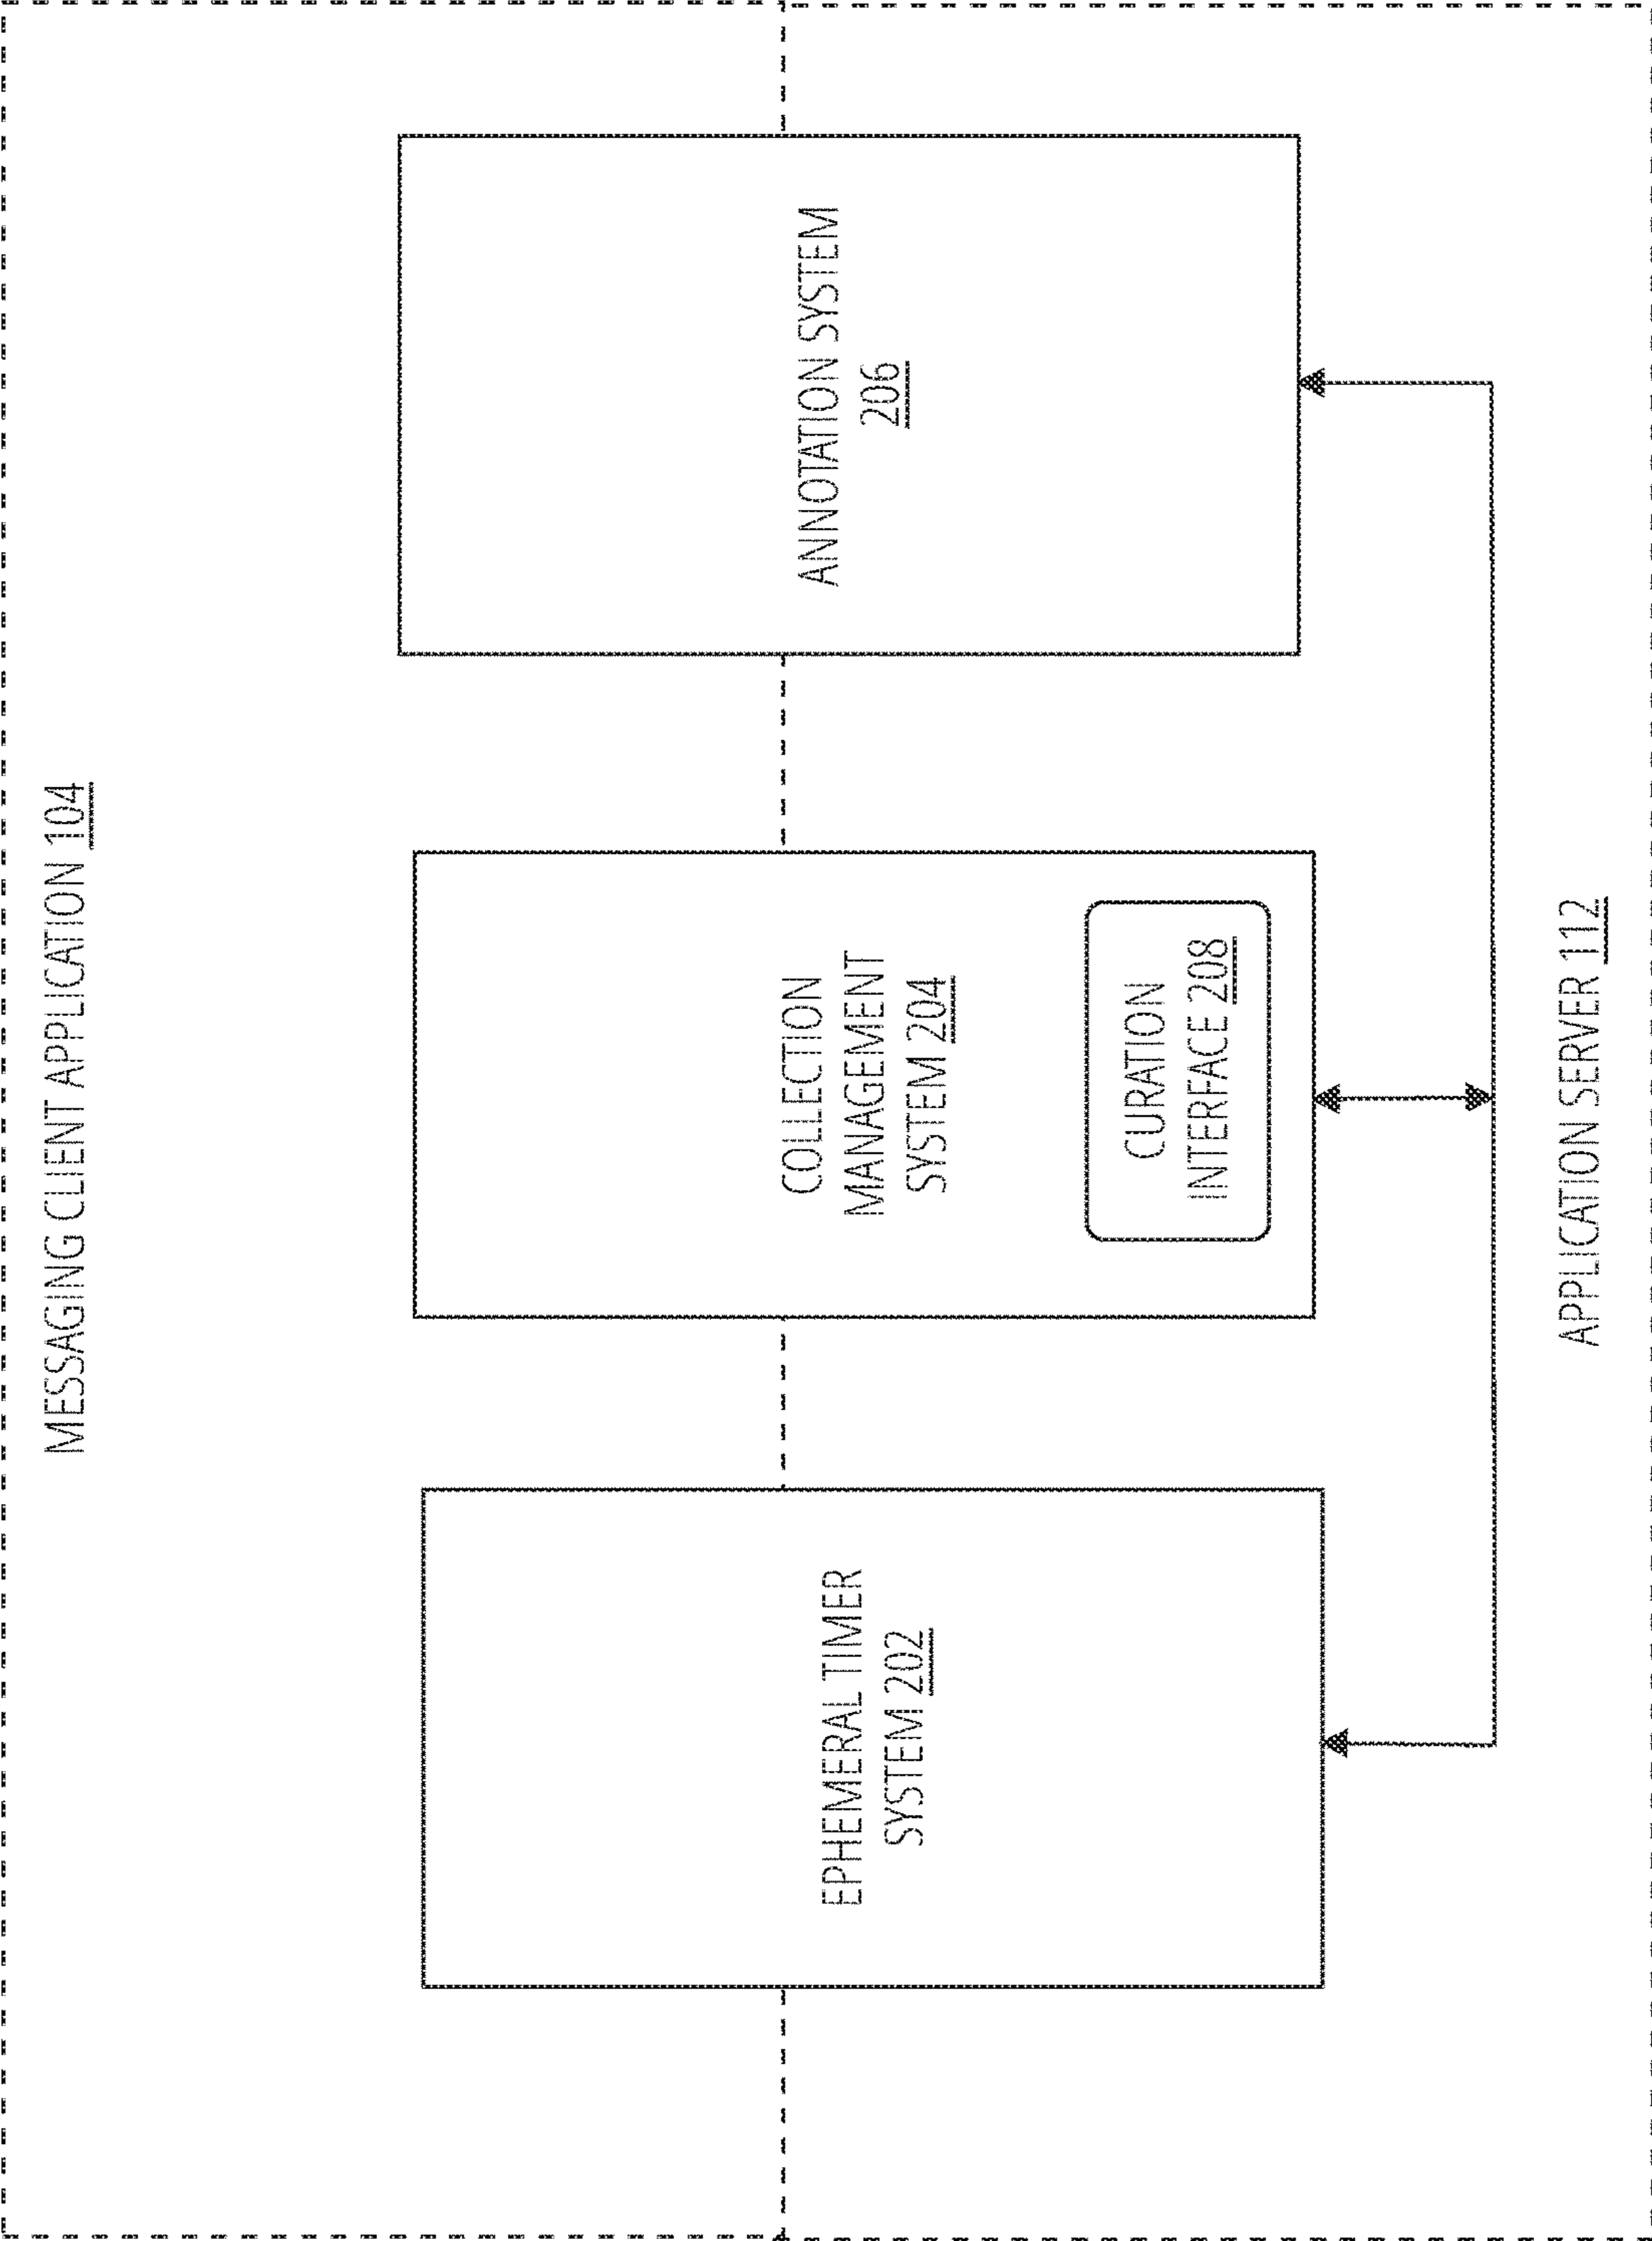 MESSAGING CLIENT APPLICATION 104
EPHEMERAL TIMER
SYSTEM 202
COLLECTION
MANAGEMENT
SYSTEM 204
CURATION
INTERFACE 208
ANNOTATION SYSTEM
206
APPLICATION SERVER 112